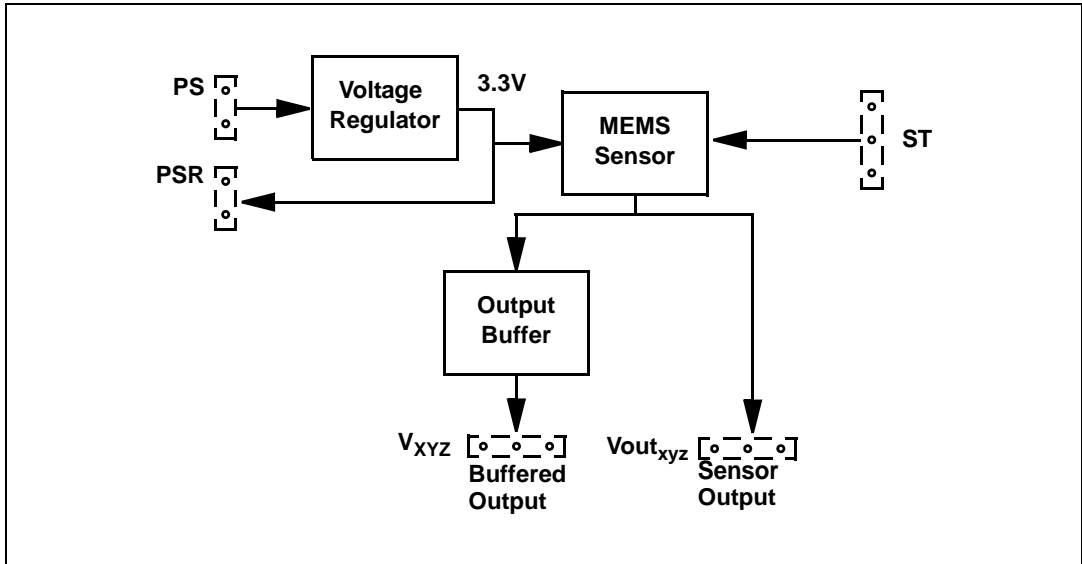 PS
Voltage
Regulator
3.3V
MEMS
Sensor
ST
PSR
Output
Buffer
VXYZ
Buffered
Output
Voutxyz
Sensor
Output